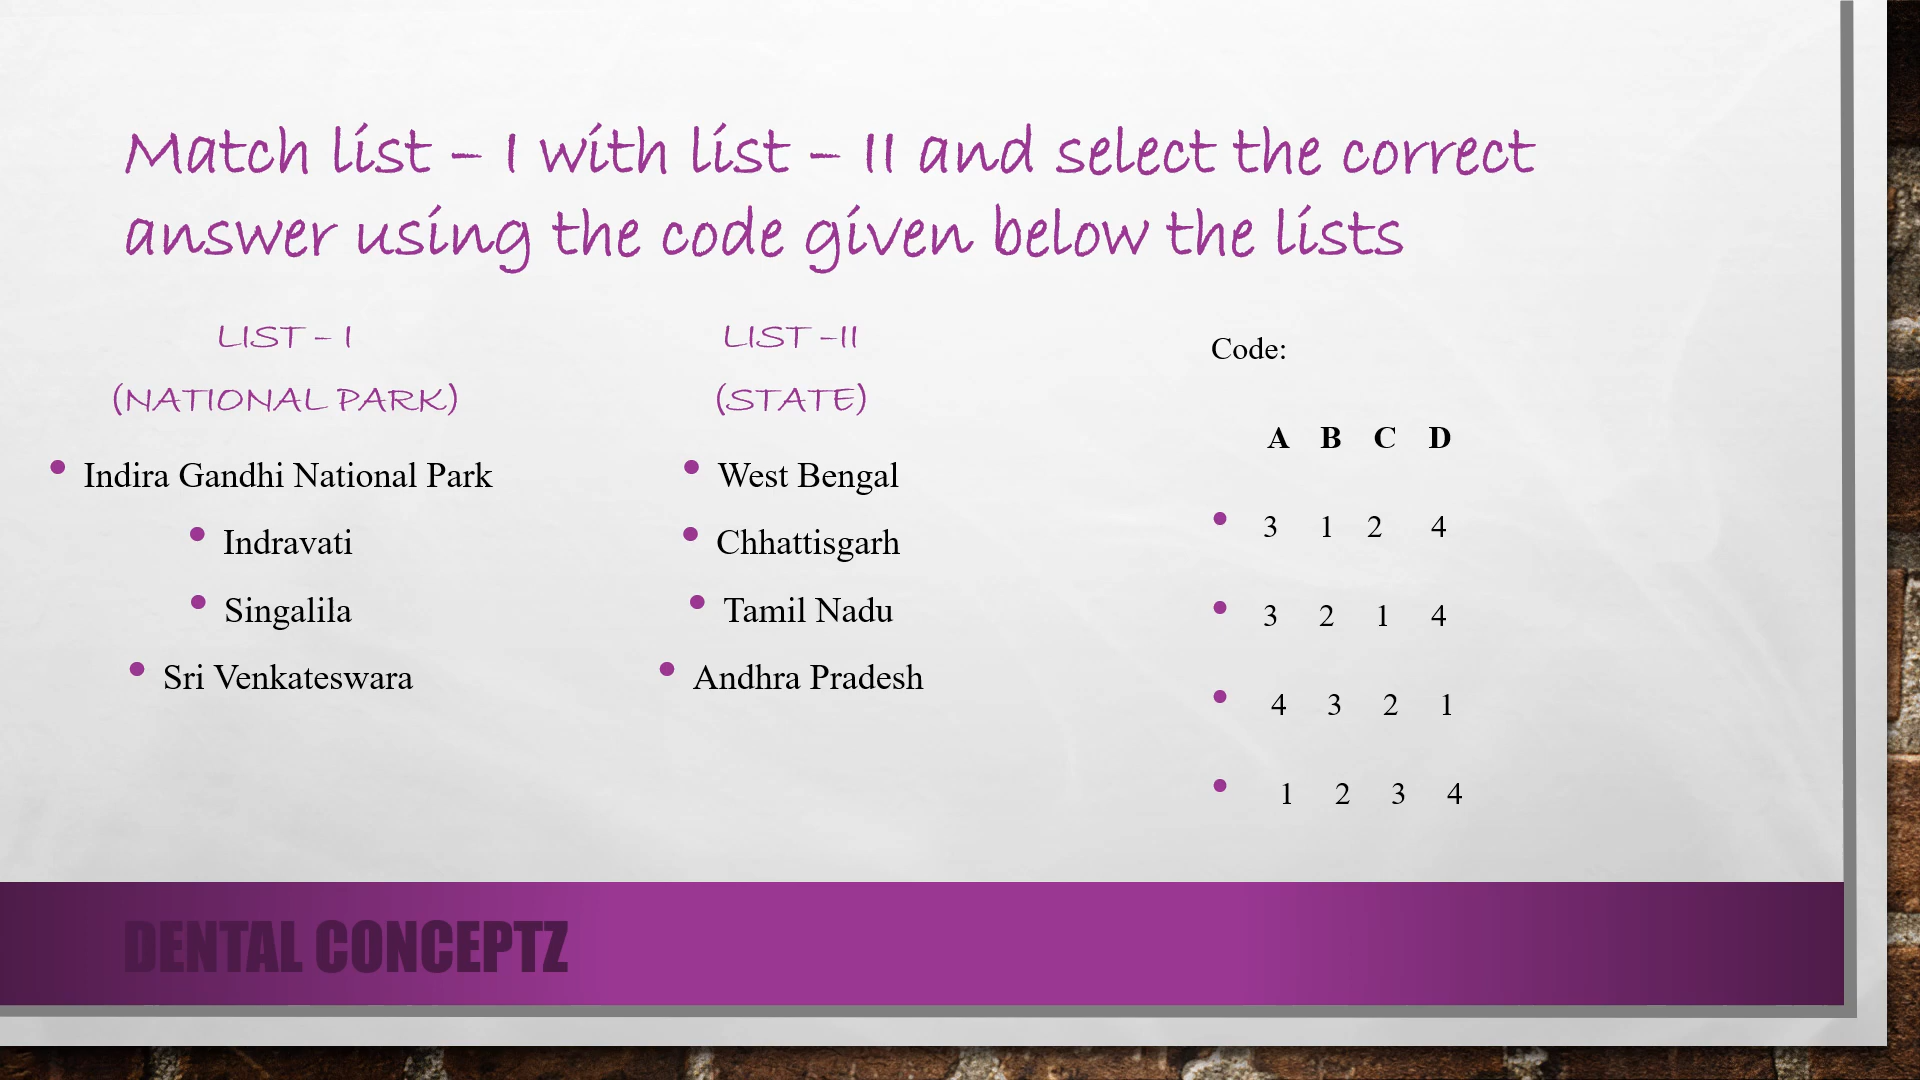 Match list – I with list – II and select the correct
answer using the code given below the lists
LIST – I
(NATIONAL PARK)
• Indira Gandhi National Park
• Indravati
• Singalila
• Sri Venkateswara
LIST –II
(STATE)
• West Bengal
• Chhattisgarh
• Tamil Nadu
• Andhra Pradesh
Code:
A B C D
• 3 1 2 4
• 3 2 1 4
• 4 3 2 1
• 1 2 3 4
DENTAL CONCEPTZ